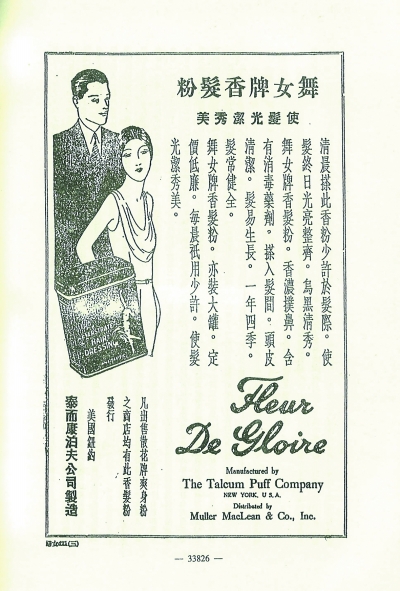 舞女牌香髮粉
使髮光潔秀美
清晨搽此香粉少許於髮際。使
髮終日光亮整齊。烏黑清秀。
舞女牌香髮粉。香濃撲鼻。含
有消毒藥劑。搽入髮間。頭皮
清潔。髮易生長。一年四季。
髮常健全。
舞女牌香髮粉。亦裝大罐。定
價低廉。每晨祇用少許。使髮
光潔秀美。
Fleur
De Gloire
Manufactured by
The Talcum Puff Company
NEW YORK, U. S. A.
Distributed by
Muller MacLean & Co., Inc.
凡出售散花牌爽身粉
之商店均有此香髮粉
發行
美國紐約
泰而康泊夫公司製造
HAIR
— 33826 —